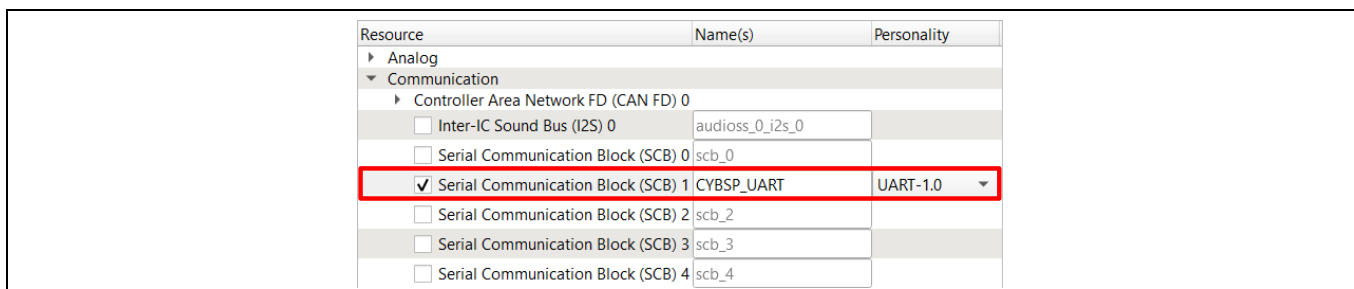 Resource Name(s) Personality
Analog
Communication
Controller Area Network FD (CAN FD) 0
Inter-IC Sound Bus (I2S) 0 audioss_0_i2s_0
Serial Communication Block (SCB) 0 scb_0
Serial Communication Block (SCB) 1 CYBSP_UART UART-1.0
Serial Communication Block (SCB) 2 scb_2
Serial Communication Block (SCB) 3 scb_3
Serial Communication Block (SCB) 4 scb_4